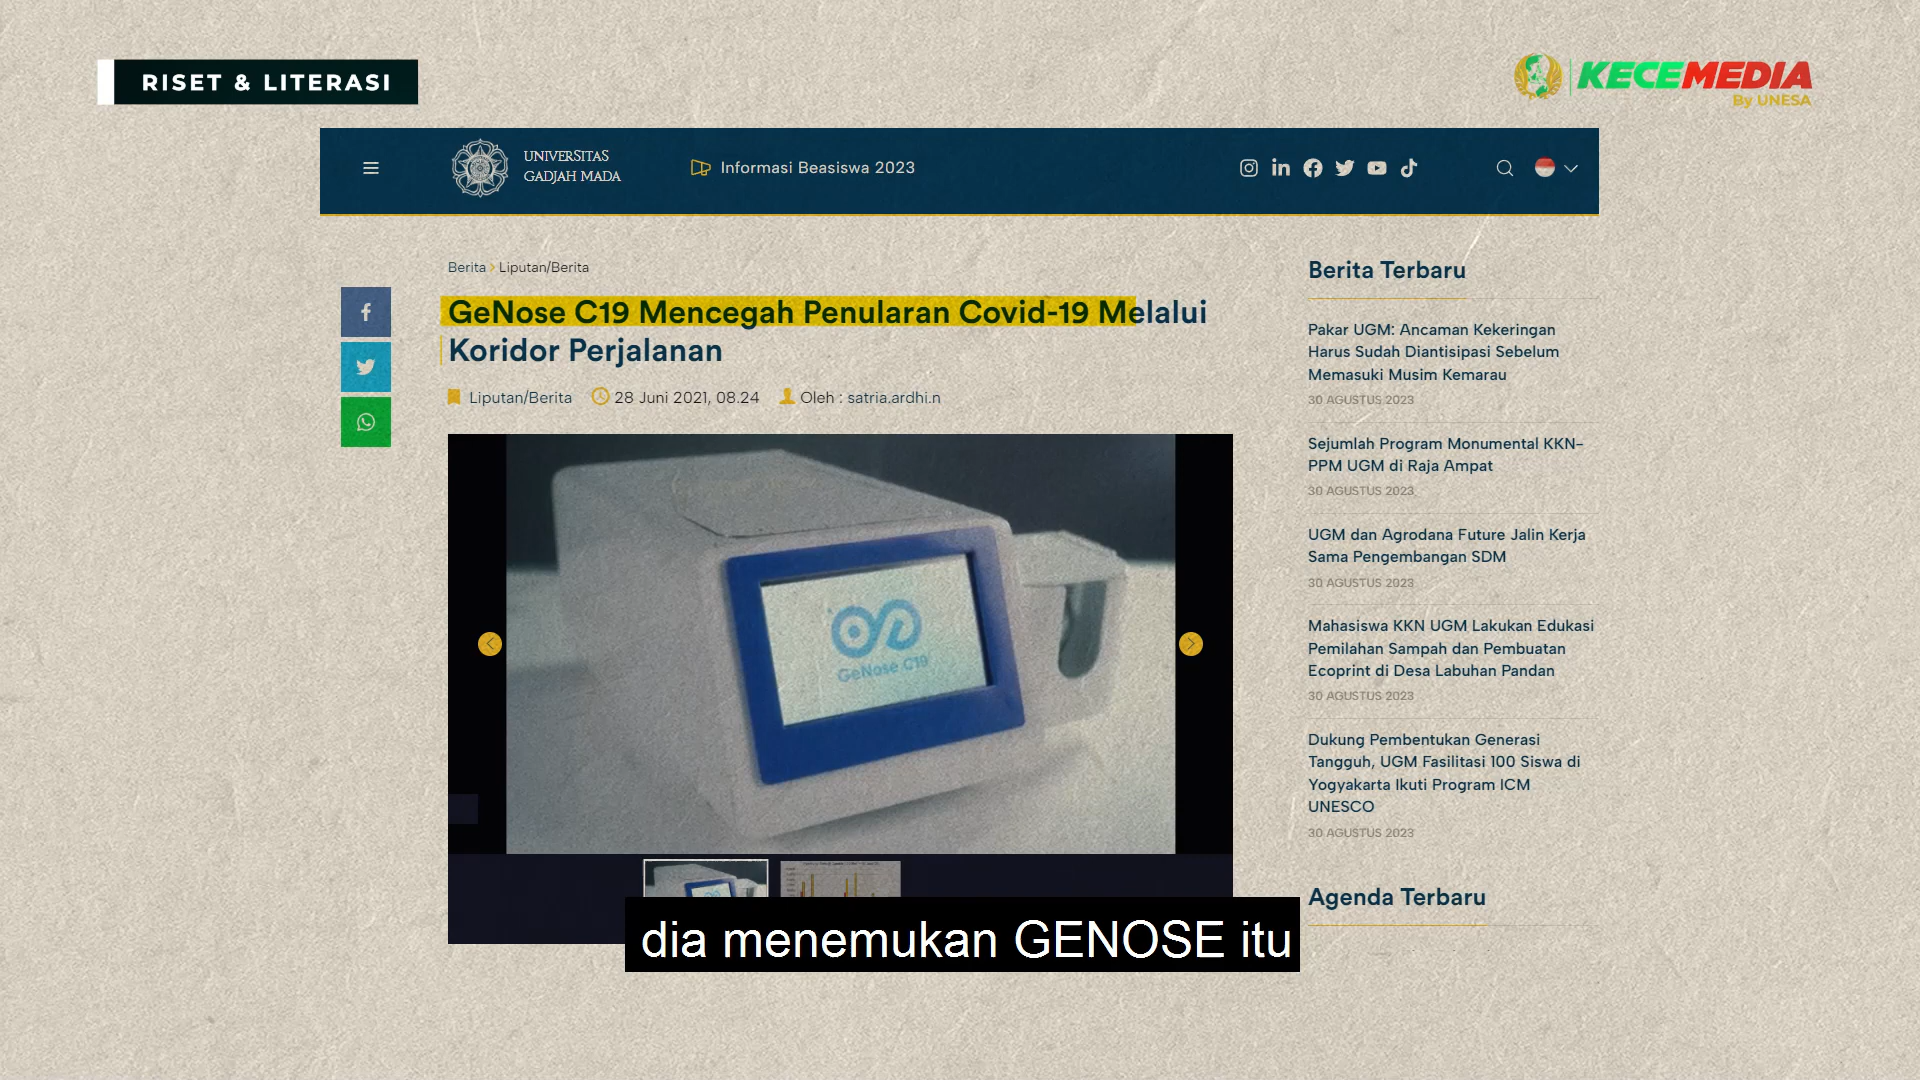 RISET & LITERASI
KECEMEDIA
By UNESA
UNIVERSITAS
GADJAH MADA
Informasi Beasiswa 2023
Berita > Liputan/Berita
GeNose C19 Mencegah Penularan Covid-19 Melalui
Koridor Perjalanan
Liputan/Berita 28 Juni 2021, 08.24 Oleh : satria.ardhi.n
GeNose C19
Berita Terbaru
Pakar UGM: Ancaman Kekeringan
Harus Sudah Diantisipasi Sebelum
Memasuki Musim Kemarau
30 AGUSTUS 2023
Sejumlah Program Monumental KKN-
PPM UGM di Raja Ampat
30 AGUSTUS 2023
UGM dan Agrodana Future Jalin Kerja
Sama Pengembangan SDM
30 AGUSTUS 2023
Mahasiswa KKN UGM Lakukan Edukasi
Pemilahan Sampah dan Pembuatan
Ecoprint di Desa Labuhan Pandan
30 AGUSTUS 2023
Dukung Pembentukan Generasi
Tangguh, UGM Fasilitasi 100 Siswa di
Yogyakarta Ikuti Program ICM
UNESCO
30 AGUSTUS 2023
Agenda Terbaru
dia menemukan GENOSE itu